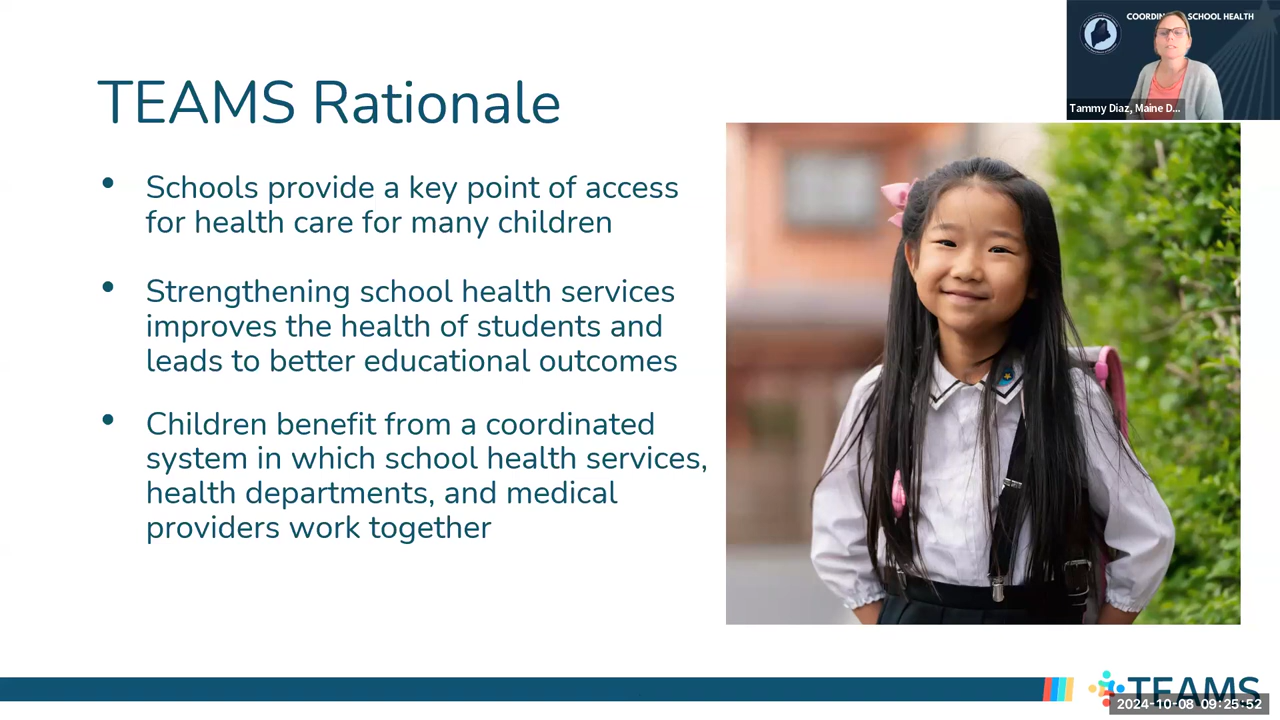 COORDIN SCHOOL HEALTH
Tammy Diaz, Maine D...
TEAMS Rationale
• Schools provide a key point of access
for health care for many children
• Strengthening school health services
improves the health of students and
leads to better educational outcomes
• Children benefit from a coordinated
system in which school health services,
health departments, and medical
providers work together
TEAMS
2024-10-08 09:25:52